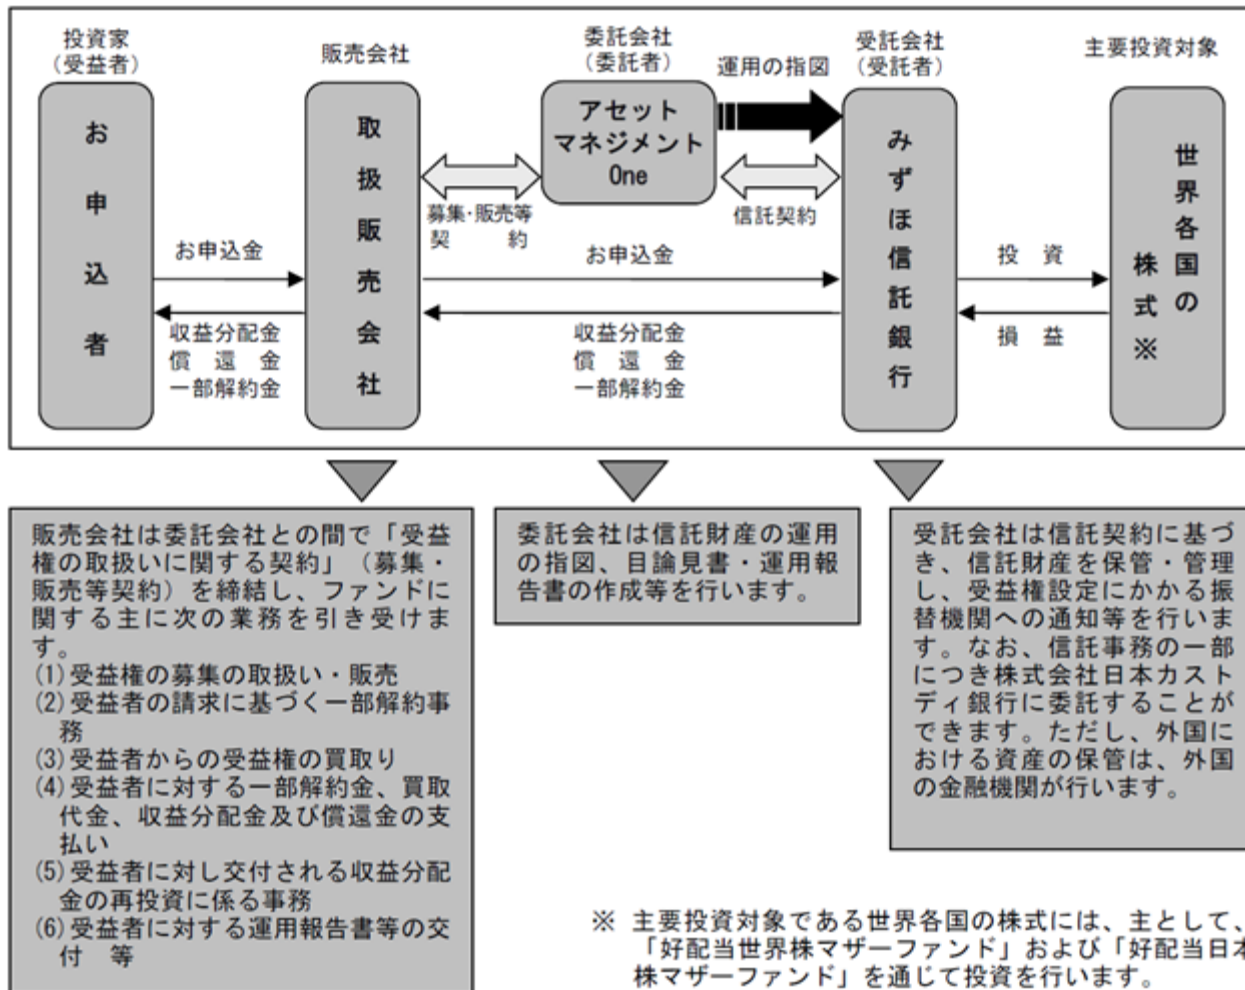 投資家
（受益者）
販売会社
委託会社
（委託者）
運用の指図
受託会社
（受託者）
主要投資対象
お申込者
取扱販売会社
アセット
マネジメント
One
みずほ信託銀行
世界各国の
株式※
募集・販売等
契　　約
信託契約
お申込金
収益分配金
償　還　金
一部解約金
お申込金
収益分配金
償　還　金
一部解約金
投　資
損　益
販売会社は委託会社との間で「受益
権の取扱いに関する契約」（募集・
販売等契約）を締結し、ファンドに
関する主に次の業務を引き受けま
す。
(1)受益権の募集の取扱い・販売
(2)受益者の請求に基づく一部解約事
務
(3)受益者からの受益権の買取り
(4)受益者に対する一部解約金、買取
代金、収益分配金及び償還金の支
払い
(5)受益者に対し交付される収益分配
金の再投資に係る事務
(6)受益者に対する運用報告書等の交
付　等
委託会社は信託財産の運用
の指図、目論見書・運用報
告書の作成等を行います。
受託会社は信託契約に基づ
き、信託財産を保管・管理
し、受益権設定にかかる振
替機関への通知等を行いま
す。なお、信託事務の一部
につき株式会社日本カスト
ディ銀行に委託することが
できます。ただし、外国に
おける資産の保管は、外国
の金融機関が行います。
※　主要投資対象である世界各国の株式には、主として、
「好配当世界株マザーファンド」および「好配当日本
株マザーファンド」を通じて投資を行います。